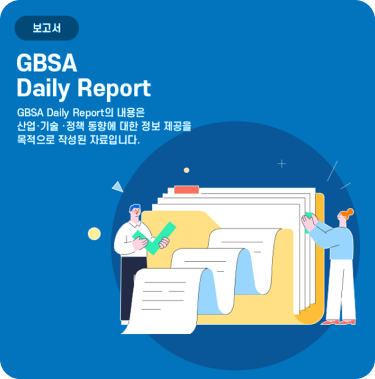 보고서
GBSA
Daily Report
GBSA Daily Report의 내용은
산업·기술 ·정책 동향에 대한 정보 제공을
목적으로 작성된 자료입니다.